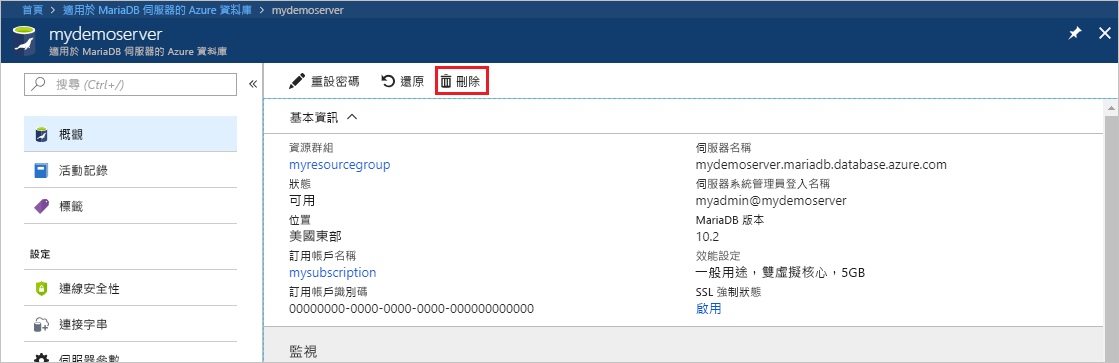 首頁 > 適用於 MariaDB 伺服器的 Azure 資料庫 > mydemoserver
mydemoserver
適用於 MariaDB 伺服器的 Azure 資料庫
搜尋 (Ctrl+/)
概觀
活動記錄
標籤
設定
連線安全性
連接字串
伺服器參數
重設密碼 還原 刪除
基本資訊
資源群組
myresourcegroup
狀態
可用
位置
美國東部
訂用帳戶名稱
mysubscription
訂用帳戶識別碼
00000000-0000-0000-0000-000000000000
伺服器名稱
mydemoserver.mariadb.database.azure.com
伺服器系統管理員登入名稱
myadmin@mydemoserver
MariaDB 版本
10.2
效能設定
一般用途，雙虛擬核心，5GB
SSL 強制狀態
啟用
監視